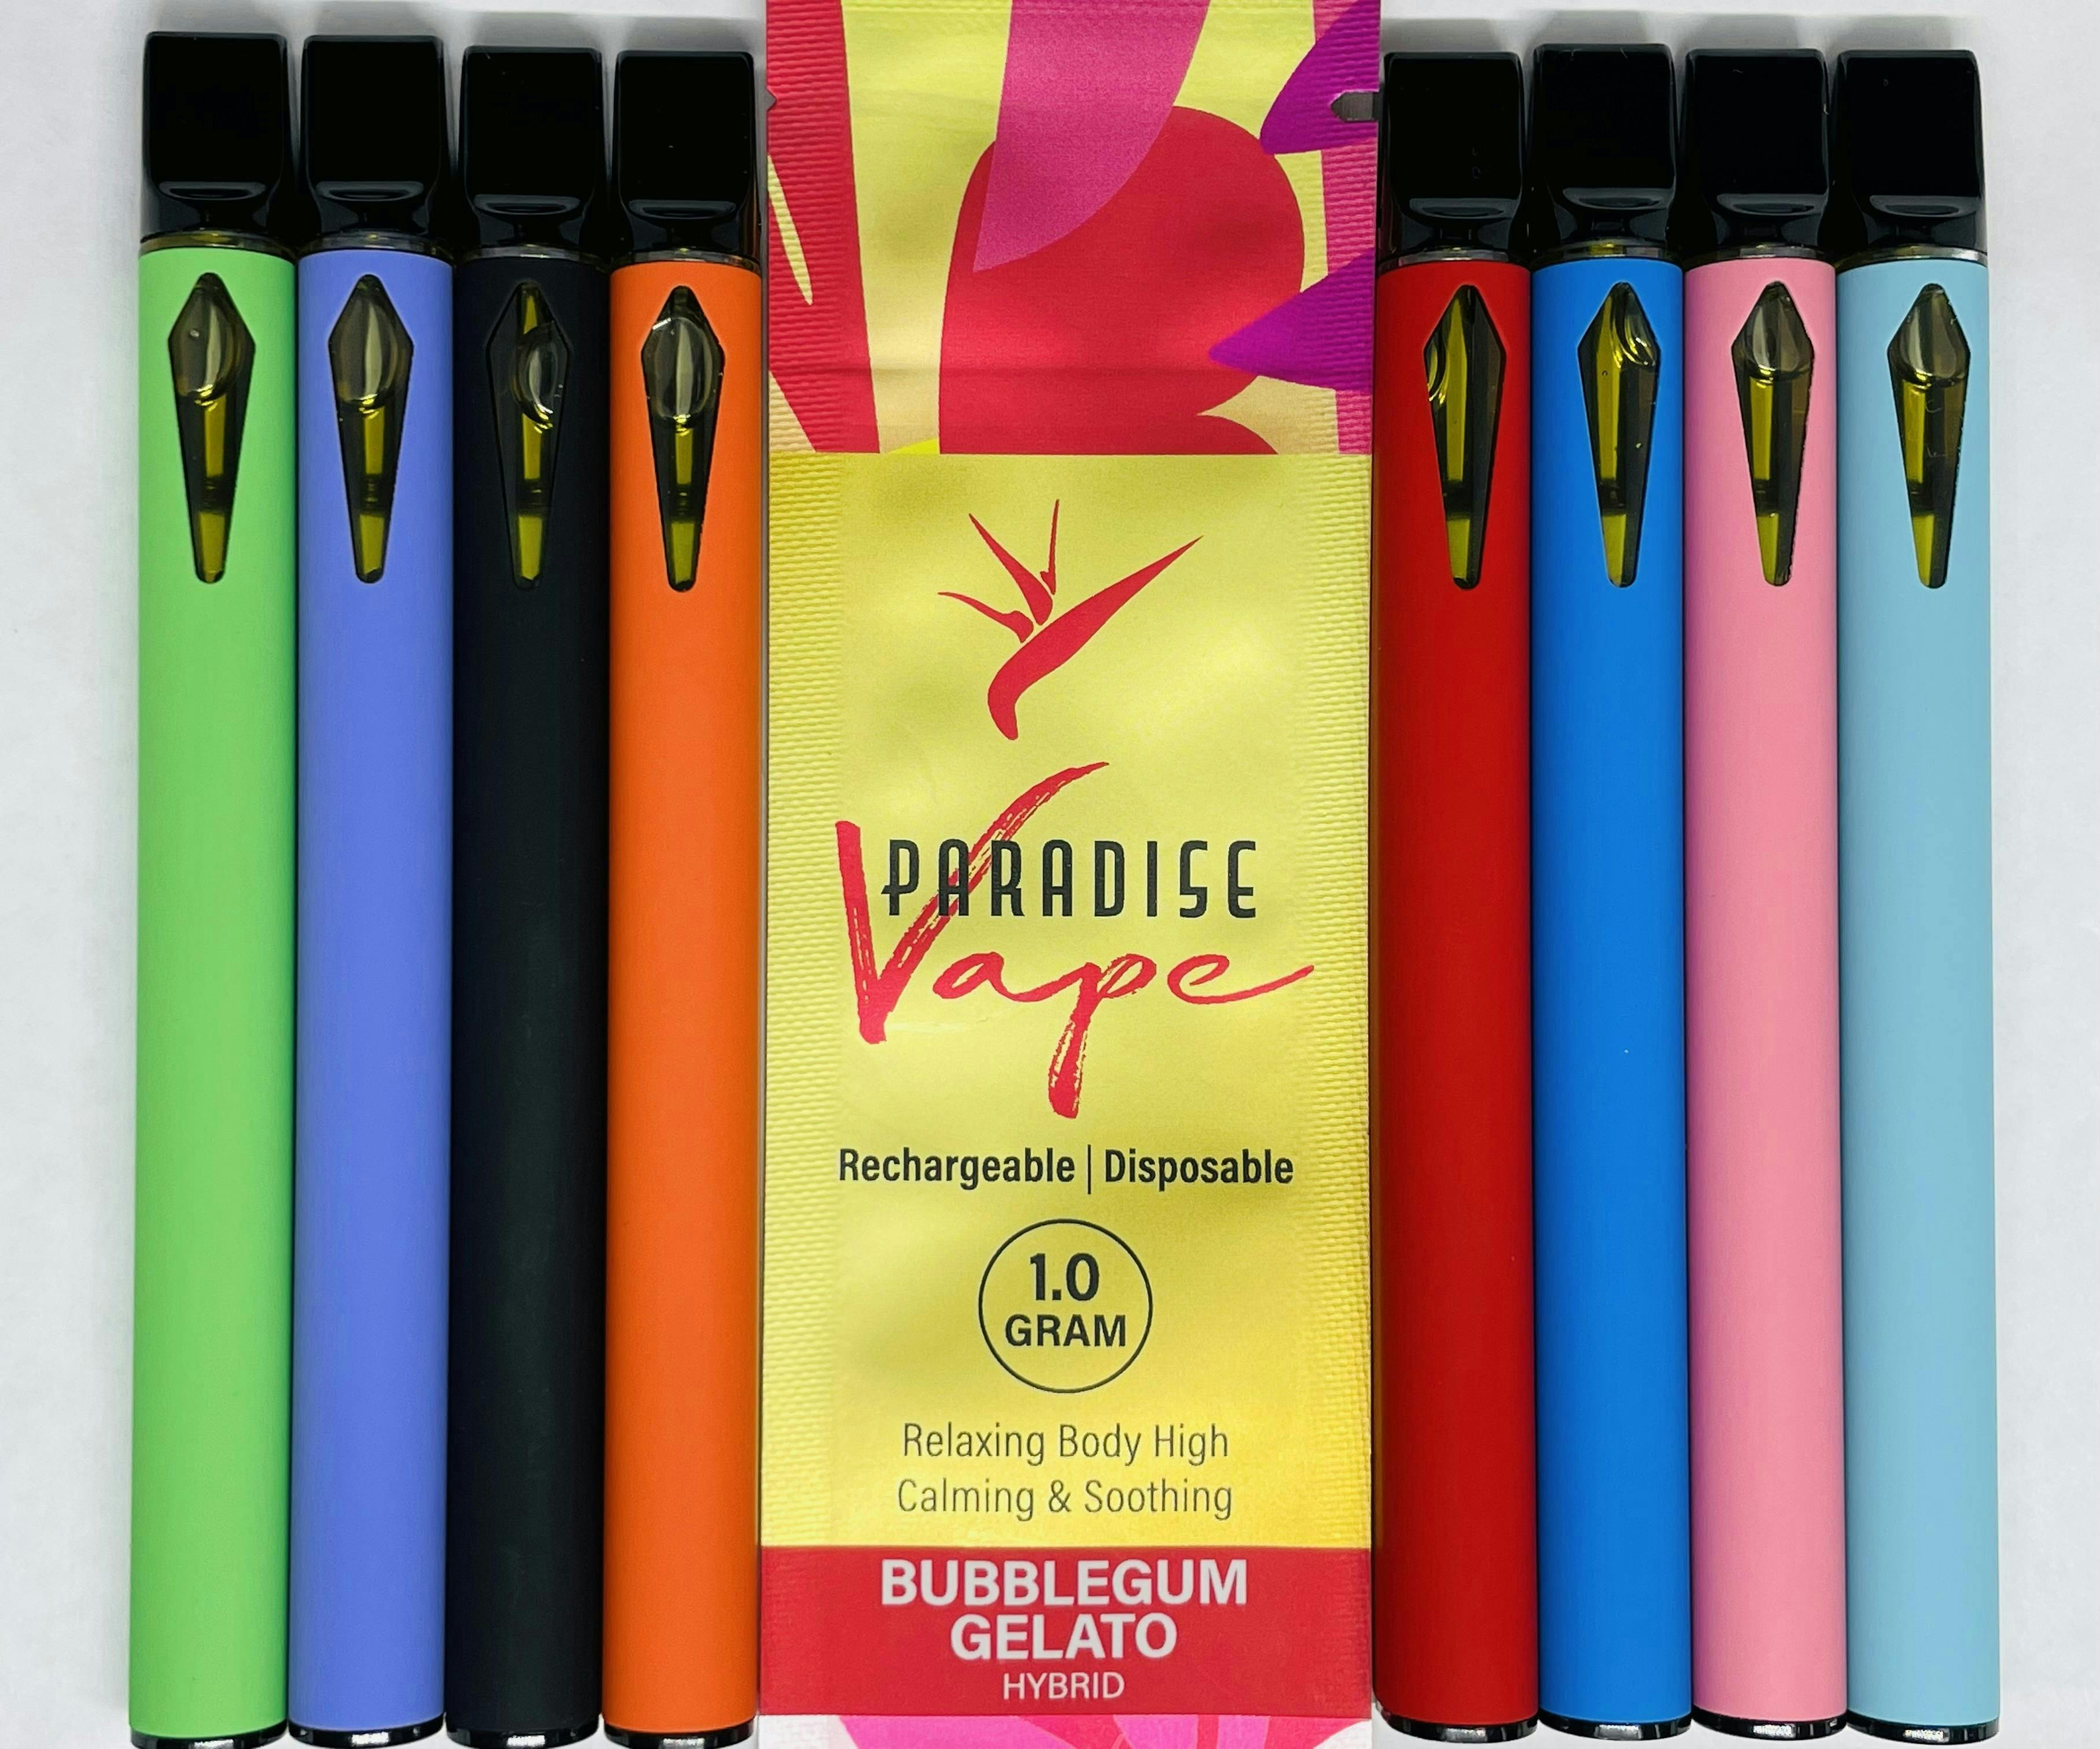 PARADISE
Vape
Rechargeable | Disposable
1.0
GRAM
Relaxing Body High
Calming & Soothing
BUBBLEGUM
GELATO
HYBRID